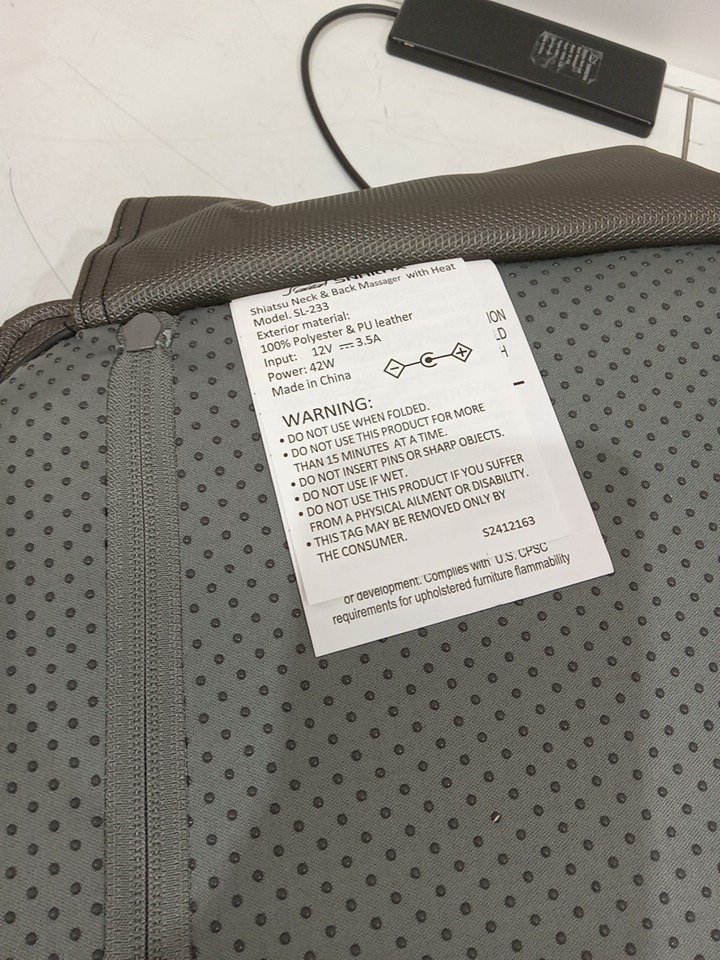 Shiatsu Neck & Back Massager with Heat
Model. SL-233
Exterior material:
100% Polyester & PU leather
Input: 12V ⎓ 3.5A
Power: 42W
Made in China
WARNING:
• DO NOT USE WHEN FOLDED.
• DO NOT USE THIS PRODUCT FOR MORE
THAN 15 MINUTES AT A TIME.
• DO NOT INSERT PINS OR SHARP OBJECTS.
• DO NOT USE IF WET.
• DO NOT USE THIS PRODUCT IF YOU SUFFER
FROM A PHYSICAL AILMENT OR DISABILITY.
• THIS TAG MAY BE REMOVED ONLY BY
THE CONSUMER. S2412163
ION
LD
or development. Complies with U.S. CPSC
requirements for upholstered furniture flammability